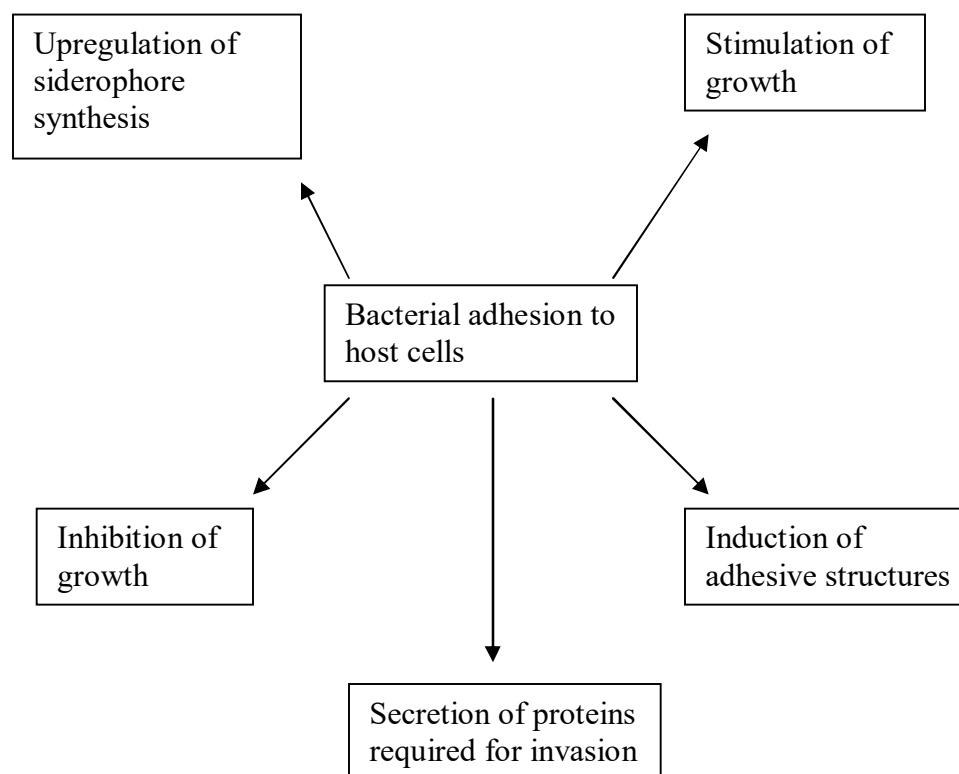 Upregulation of
siderophore
synthesis
Stimulation of
growth
Bacterial adhesion to
host cells
Inhibition of
growth
Induction of
adhesive structures
Secretion of proteins
required for invasion